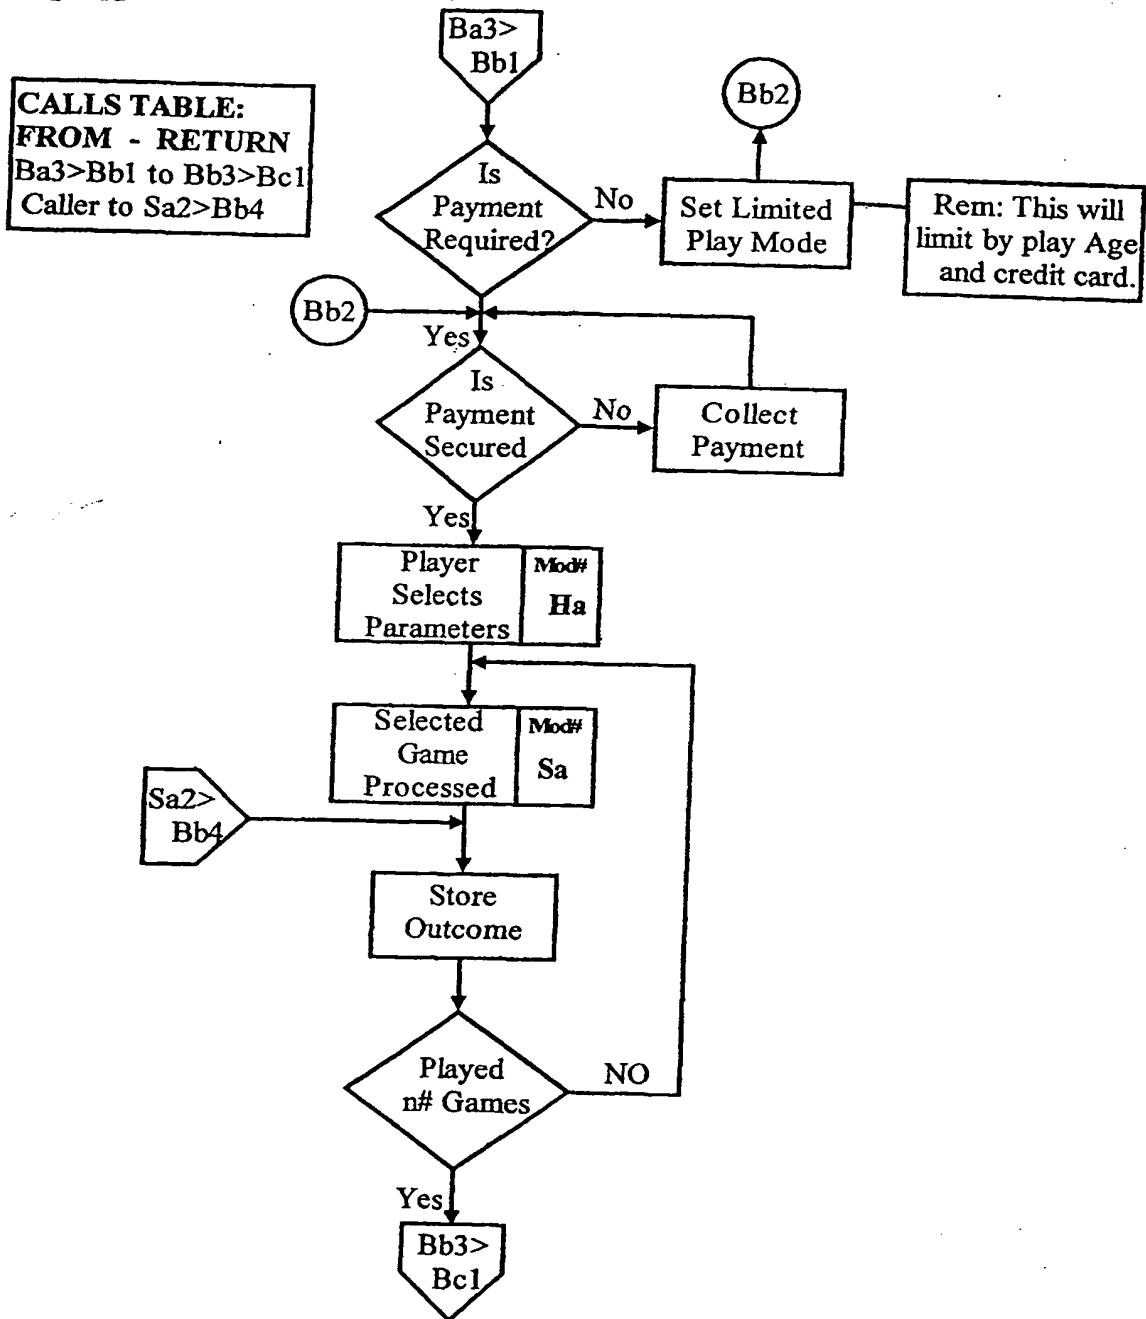 Ba3>
Bb1
CALLS TABLE:
FROM - RETURN
Ba3>Bb1 to Bb3>Bc1
Caller to Sa2>Bb4
Bb2
Is
Payment
Required?
No
Set Limited
Play Mode
Rem: This will
limit by play Age
and credit card.
Bb2
Yes
Is
Payment
Secured
No
Collect
Payment
Yes
Player
Selects
Parameters
Mod#
Ha
Selected
Game
Processed
Mod#
Sa
Sa2>
Bb4
Store
Outcome
Played
n# Games
NO
Yes
Bb3>
Bc1